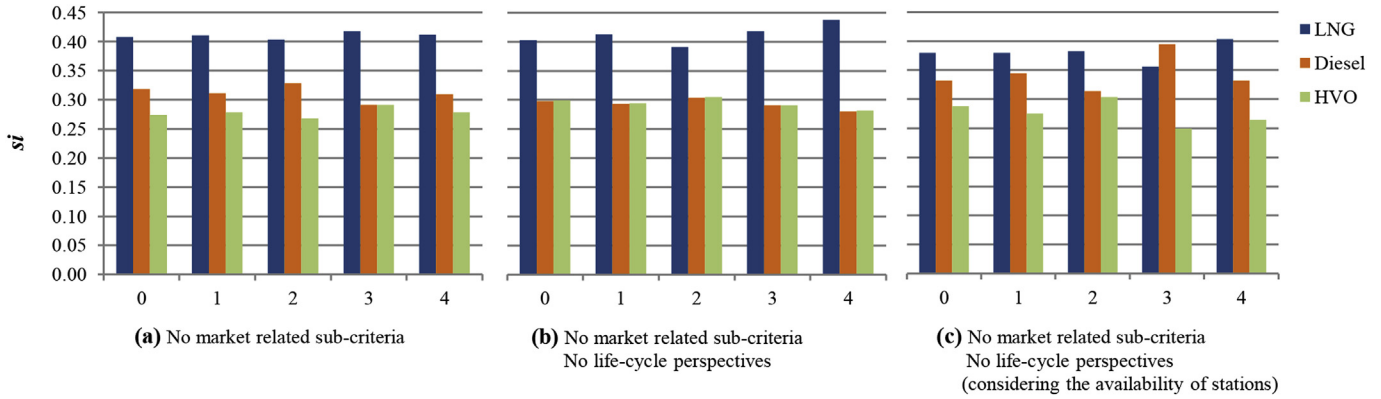 0.45
0.40
0.35
0.30
0.25
0.20
0.15
0.10
0.05
0.00
si
0 1 2 3 4
0 1 2 3 4
0 1 2 3 4
LNG
Diesel
HVO
(a) No market related sub-criteria
(b) No market related sub-criteria
No life-cycle perspectives
(c) No market related sub-criteria
No life-cycle perspectives
(considering the availability of stations)